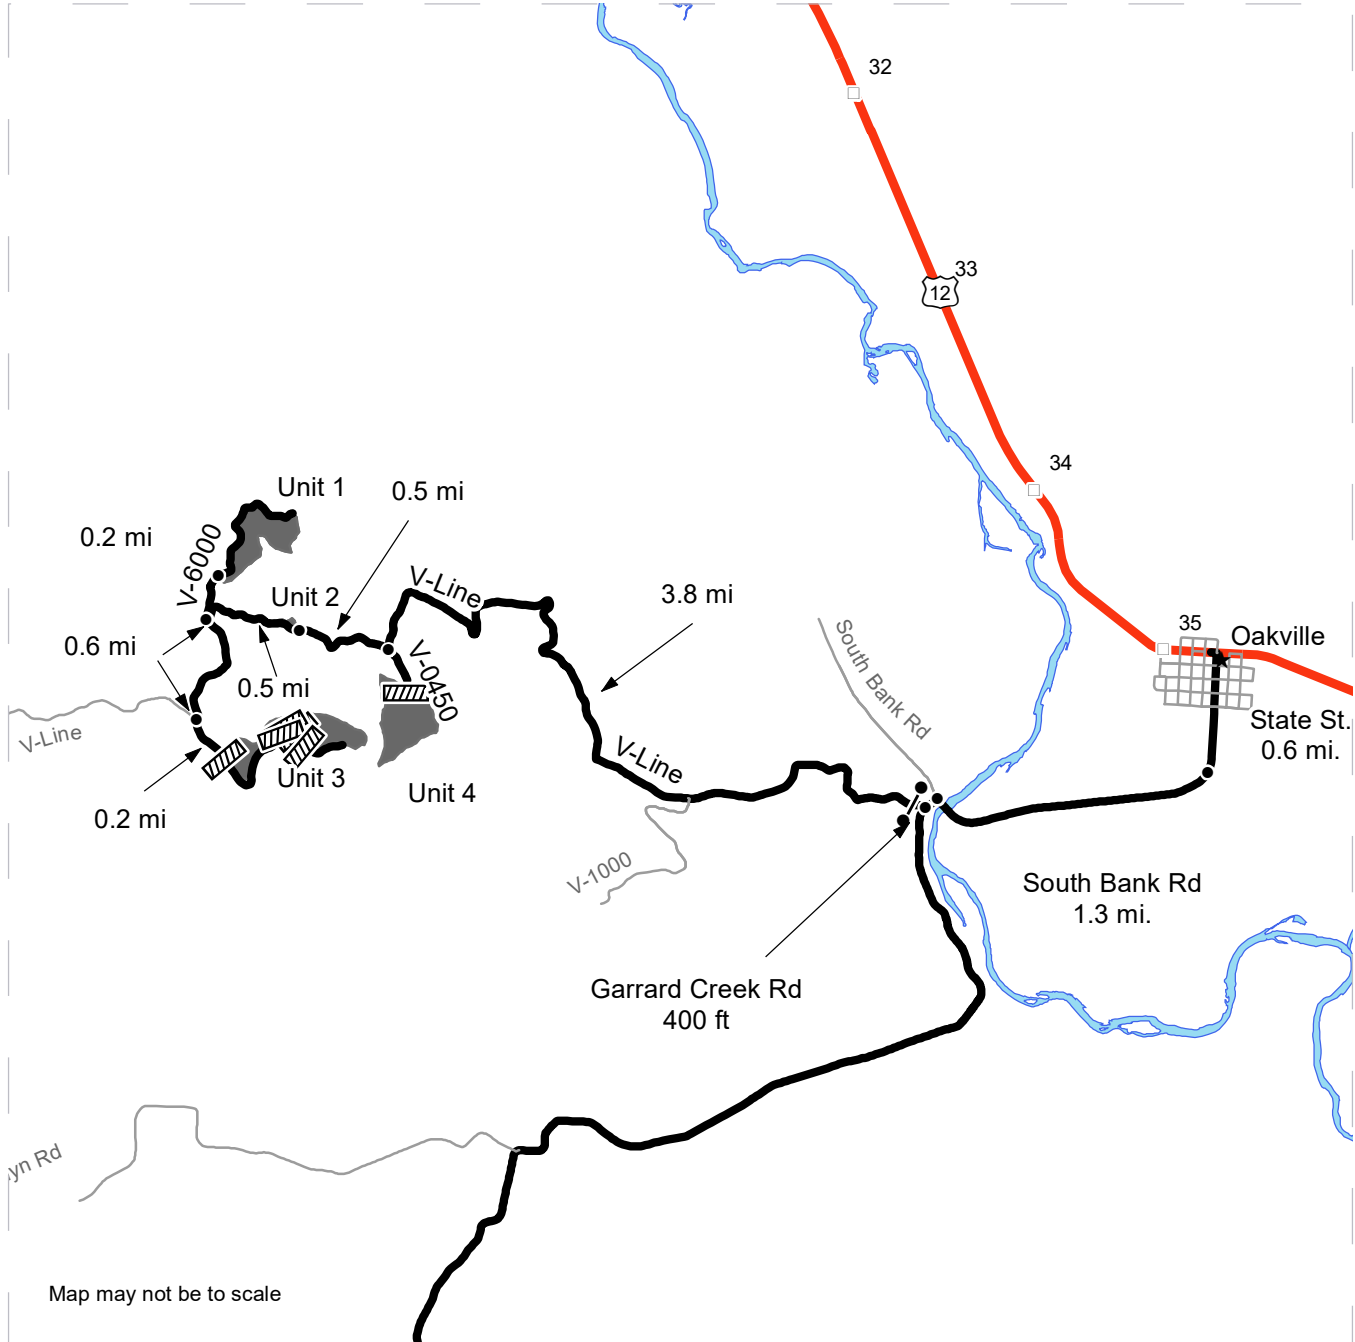 32
33
12
34
Unit 1
0.5 mi
0.2 mi
V-6000
V-Line
Unit 2
3.8 mi
35
Oakville
0.6 mi
South Bank Rd
V-0450
0.5 mi
State St.
0.6 mi.
V-Line
V-Line
Unit 3
Unit 4
0.2 mi
V-1000
South Bank Rd
1.3 mi.
Garrard Creek Rd
400 ft
yn Rd
Map may not be to scale